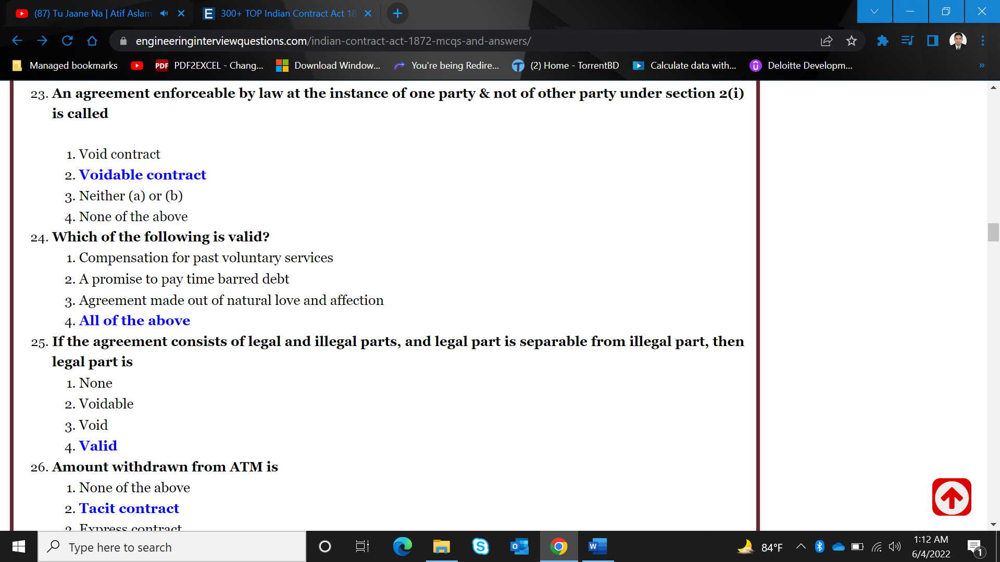 (87) Tu Jaane Na | Atif Aslam
300+ TOP Indian Contract Act 18
engineeringinterviewquestions.com/indian-contract-act-1872-mcqs-and-answers/
Managed bookmarks
PDF PDF2EXCEL - Chang...
Download Window...
You're being Redire...
(2) Home - TorrentBD
Calculate data with...
Deloitte Developm...
23. An agreement enforceable by law at the instance of one party & not of other party under section 2(i)
is called
1. Void contract
2. Voidable contract
3. Neither (a) or (b)
4. None of the above
24. Which of the following is valid?
1. Compensation for past voluntary services
2. A promise to pay time barred debt
3. Agreement made out of natural love and affection
4. All of the above
25. If the agreement consists of legal and illegal parts, and legal part is separable from illegal part, then
legal part is
1. None
2. Voidable
3. Void
4. Valid
26. Amount withdrawn from ATM is
1. None of the above
2. Tacit contract
3. Express contract
Type here to search
84°F
1:12 AM
6/4/2022
1